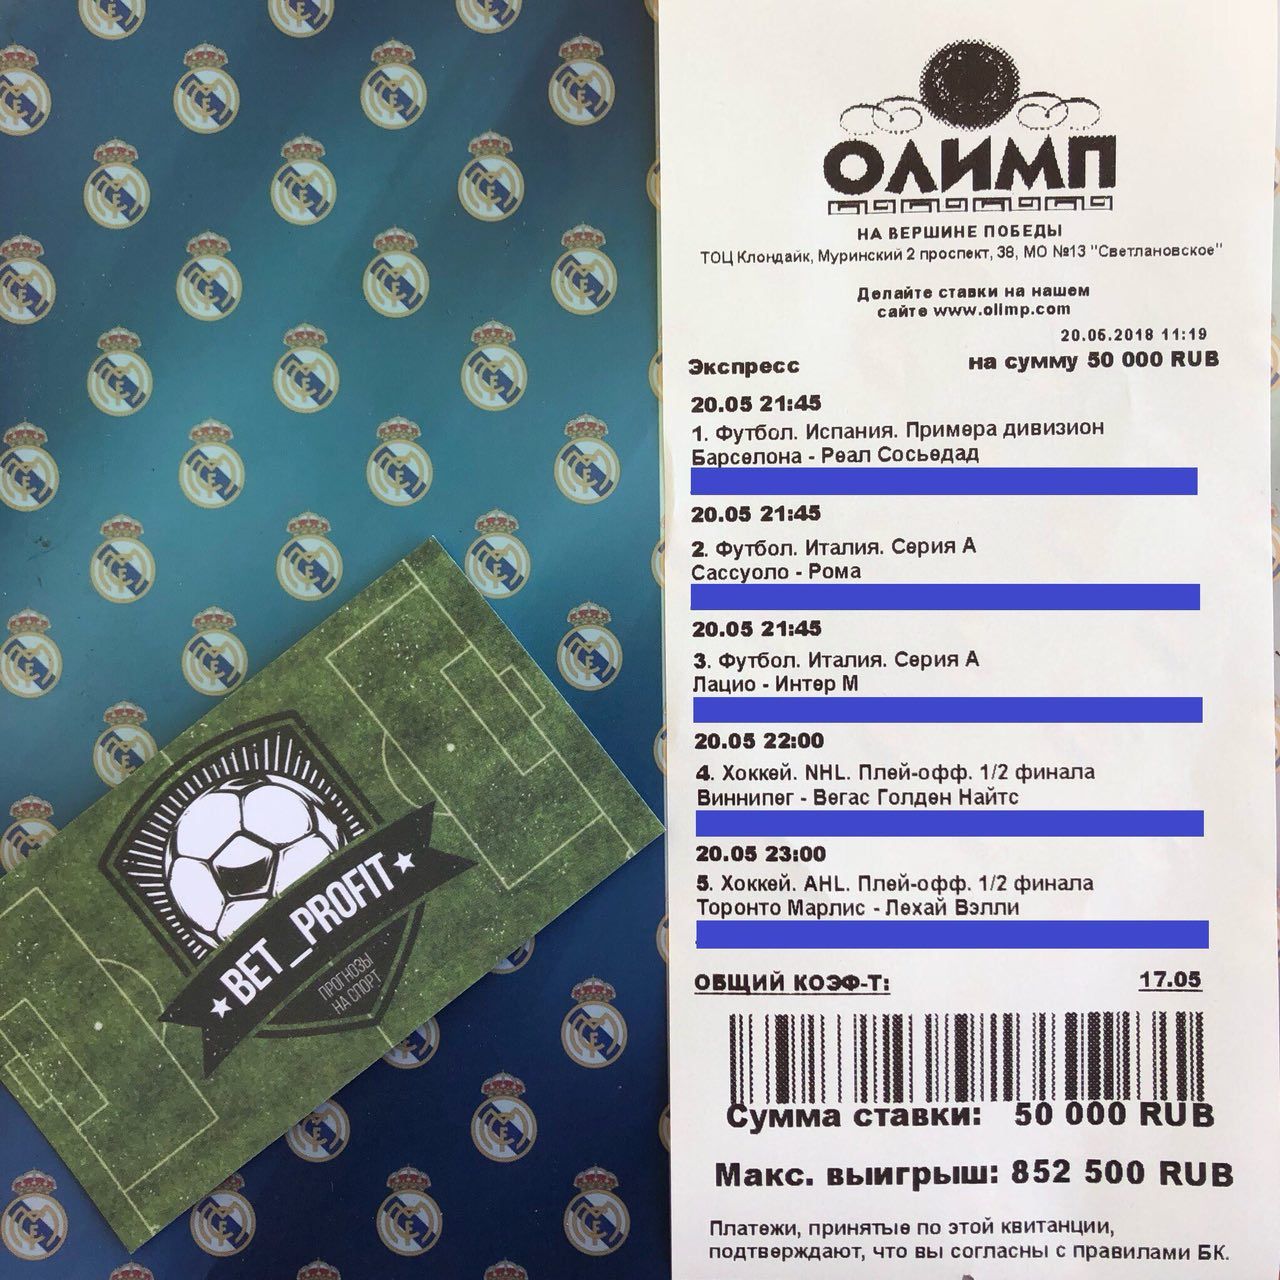 ОЛИМП
НА ВЕРШИНЕ ПОБЕДЫ
ТОЦ Клондайк, Муринский 2 проспект, 38, МО №13 "Светлановское"
Делайте ставки на нашем
сайте www.olimp.com
20.05.2018 11:19
Экспресс на сумму 50 000 RUB
20.05 21:45
1. Футбол. Испания. Примера дивизион
Барселона - Реал Сосьедад
20.05 21:45
2. Футбол. Италия. Серия А
Сассуоло - Рома
20.05 21:45
3. Футбол. Италия. Серия А
Лацио - Интер М
20.05 22:00
4. Хоккей. NHL. Плей-офф. 1/2 финала
Виннипег - Вегас Голден Найтс
20.05 23:00
5. Хоккей. AHL. Плей-офф. 1/2 финала
Торонто Марлис - Лехай Вэлли
ОБЩИЙ КОЭФ-Т: 17.05
Сумма ставки: 50 000 RUB
Макс. выигрыш: 852 500 RUB
Платежи, принятые по этой квитанции,
подтверждают, что вы согласны с правилами БК.
BET_PROFIT
ПРОГНОЗЫ
НА СПОРТ